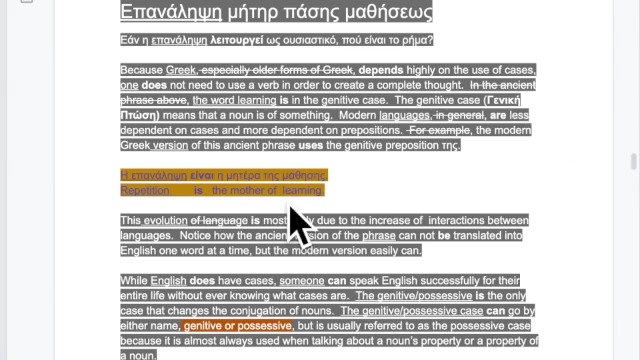 Επανάληψη μήτηρ πάσης μαθήσεως
Εάν η επανάληψη λειτουργεί ως ουσιαστικό, πού είναι το ρήμα?
Because Greek, especially older forms of Greek, depends highly on the use of cases,
one does not need to use a verb in order to create a complete thought. In the ancient
phrase above, the word learning is in the genitive case. The genitive case (Γενική
Πτώση) means that a noun is of something. Modern languages, in general, are less
dependent on cases and more dependent on prepositions. For example, the modern
Greek version of this ancient phrase uses the genitive preposition της.
Η επανάληψη είναι η μητέρα της μάθησης.
Repetition is the mother of learning.
This evolution of language is mostly due to the increase of interactions between
languages. Notice how the ancient version of the phrase can not be translated into
English one word at a time, but the modern version easily can.
While English does have cases, someone can speak English successfully for their
entire life without ever knowing what cases are. The genitive/possessive is the only
case that changes the conjugation of nouns. The genitive/possessive case can go by
either name, genitive or possessive, but is usually referred to as the possessive case
because it is almost always used when talking about a noun's property or a property of
a noun.